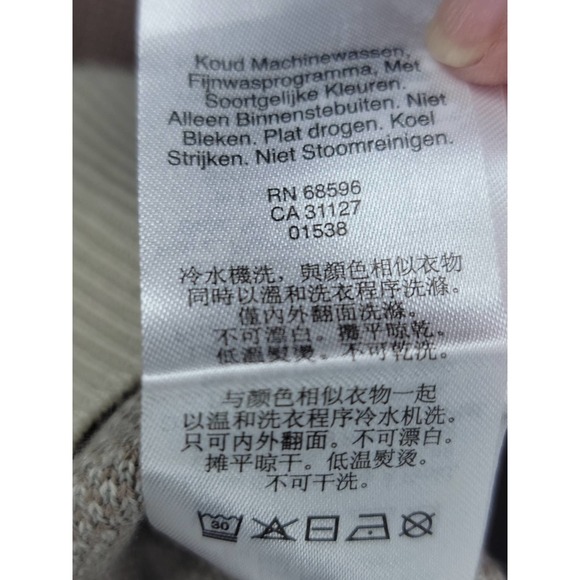 Koud Machinewassen,
Fijnwasprogramma, Met
Soortgelijke Kleuren.
Alleen Binnenstebuiten. Niet
Bleken. Plat drogen. Koel
Strijken. Niet Stoomreinigen.
RN 68596
CA 31127
01538
冷水機洗，與顏色相似衣物
同時以溫和洗衣程序洗滌。
僅內外翻面洗滌。
不可漂白。攤平晾乾。
低溫熨燙。不可乾洗。
与颜色相似衣物一起
以温和洗衣程序冷水机洗。
只可内外翻面。不可漂白。
摊平晾干。低温熨烫。
不可干洗。
30